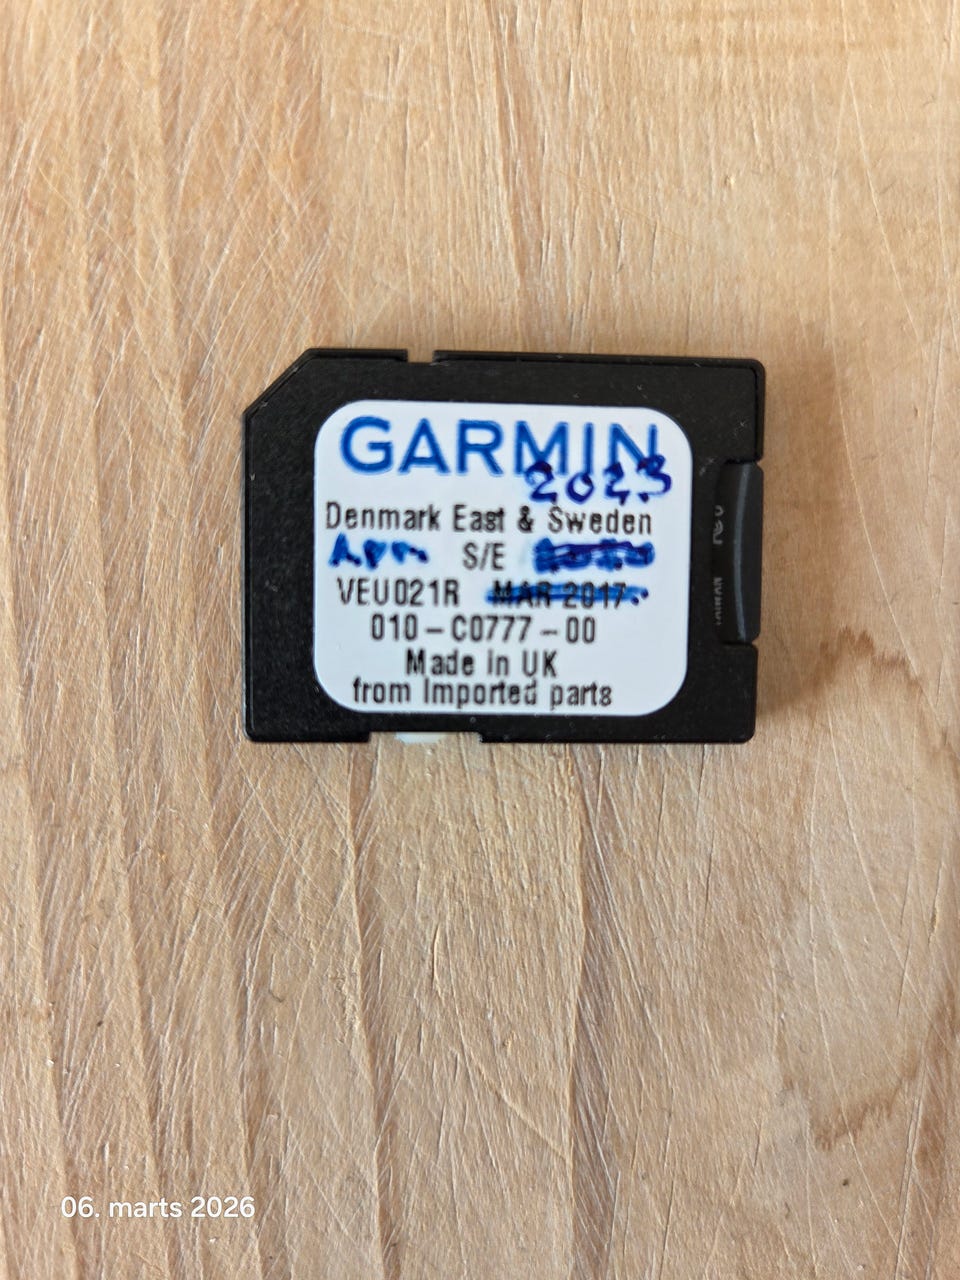 GARMIN
2023
Denmark East & Sweden
Apr. S/E
VEU021R MAR 2017
010-C0777-00
Made in UK
from Imported parts
06. marts 2026